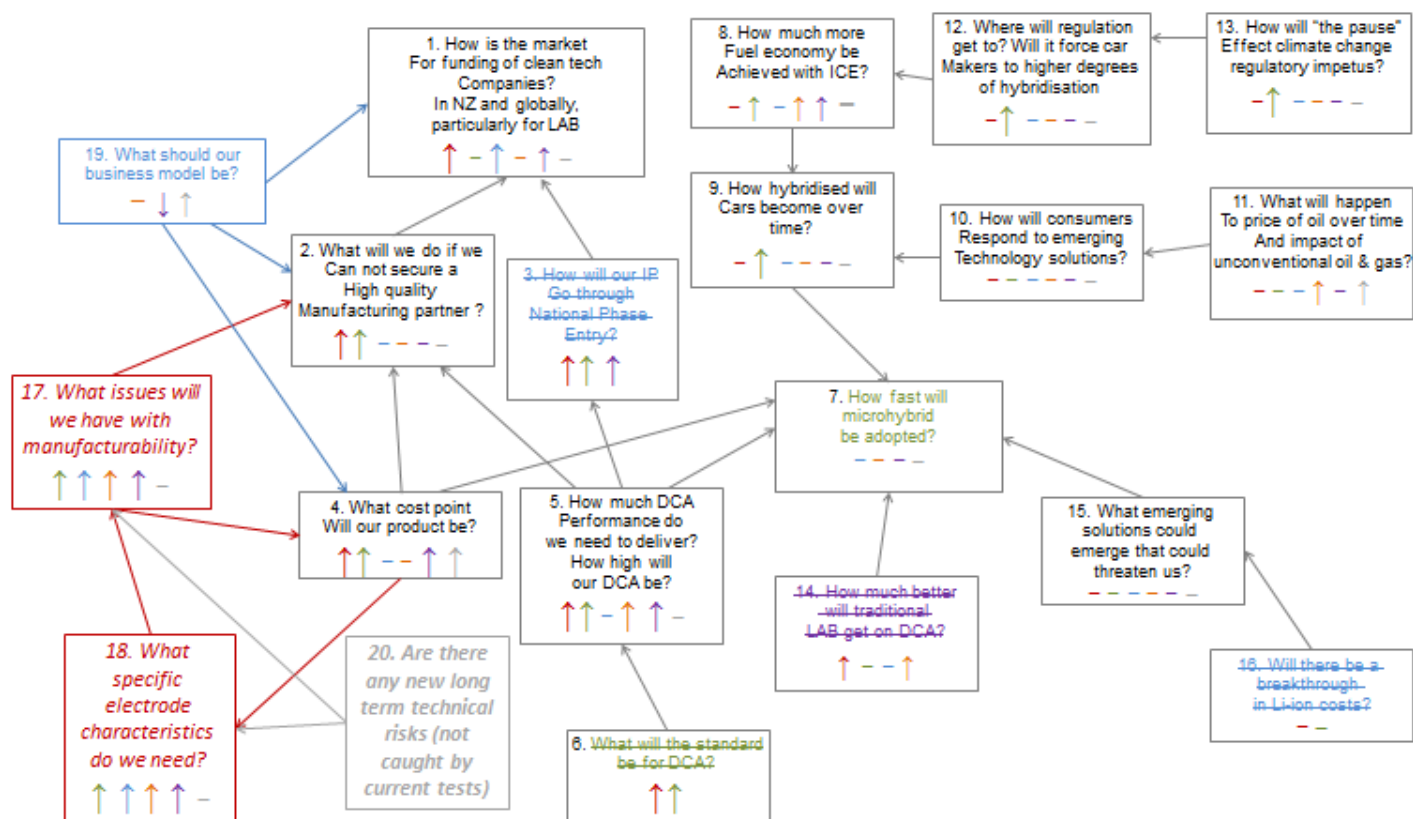 1. How is the market
For funding of clean tech
Companies?
In NZ and globally,
particularly for LAB
8. How much more
Fuel economy be
Achieved with ICE?
12. Where will regulation
get to? Will it force car
Makers to higher degrees
of hybridisation
13. How will "the pause"
Effect climate change
regulatory impetus?
19. What should our
business model be?
2. What will we do if we
Can not secure a
High quality
Manufacturing partner ?
3. How will our IP
Go through
National Phase
Entry?
9. How hybridised will
Cars become over
time?
10. How will consumers
Respond to emerging
Technology solutions?
11. What will happen
To price of oil over time
And impact of
unconventional oil & gas?
17. What issues will
we have with
manufacturability?
7. How fast will
microhybrid
be adopted?
4. What cost point
Will our product be?
5. How much DCA
Performance do
we need to deliver?
How high will
our DCA be?
15. What emerging
solutions could
emerge that could
threaten us?
14. How much better
will traditional
LAB get on DCA?
18. What
specific
electrode
characteristics
do we need?
20. Are there
any new long
term technical
risks (not
caught by
current tests)
6. What will the standard
be for DCA?
16. Will there be a
breakthrough
in Li-ion costs?